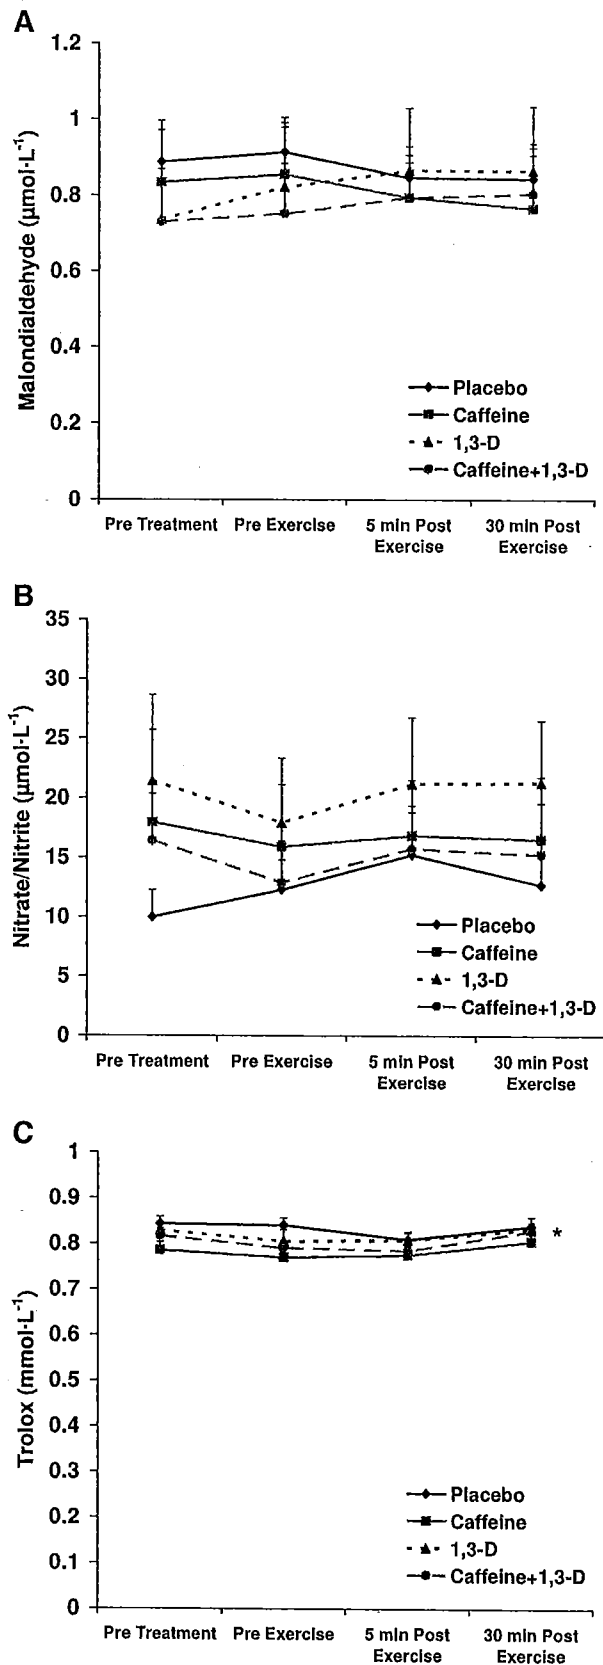 A
Malondialdehyde (µmol·L⁻¹)
1.2
1
0.8
0.6
0.4
0.2
0
Placebo
Caffeine
1,3-D
Caffeine+1,3-D
Pre Treatment Pre Exercise 5 min Post 30 min Post
Exercise Exercise
B
Nitrate/Nitrite (µmol·L⁻¹)
35
30
25
20
15
10
5
0
Placebo
Caffeine
1,3-D
Caffeine+1,3-D
Pre Treatment Pre Exercise 5 min Post 30 min Post
Exercise Exercise
C
Trolox (mmol·L⁻¹)
1
0.9
0.8
0.7
0.6
0.5
0.4
0.3
0.2
0.1
0
*
Placebo
Caffeine
1,3-D
Caffeine+1,3-D
Pre Treatment Pre Exercise 5 min Post 30 min Post
Exercise Exercise